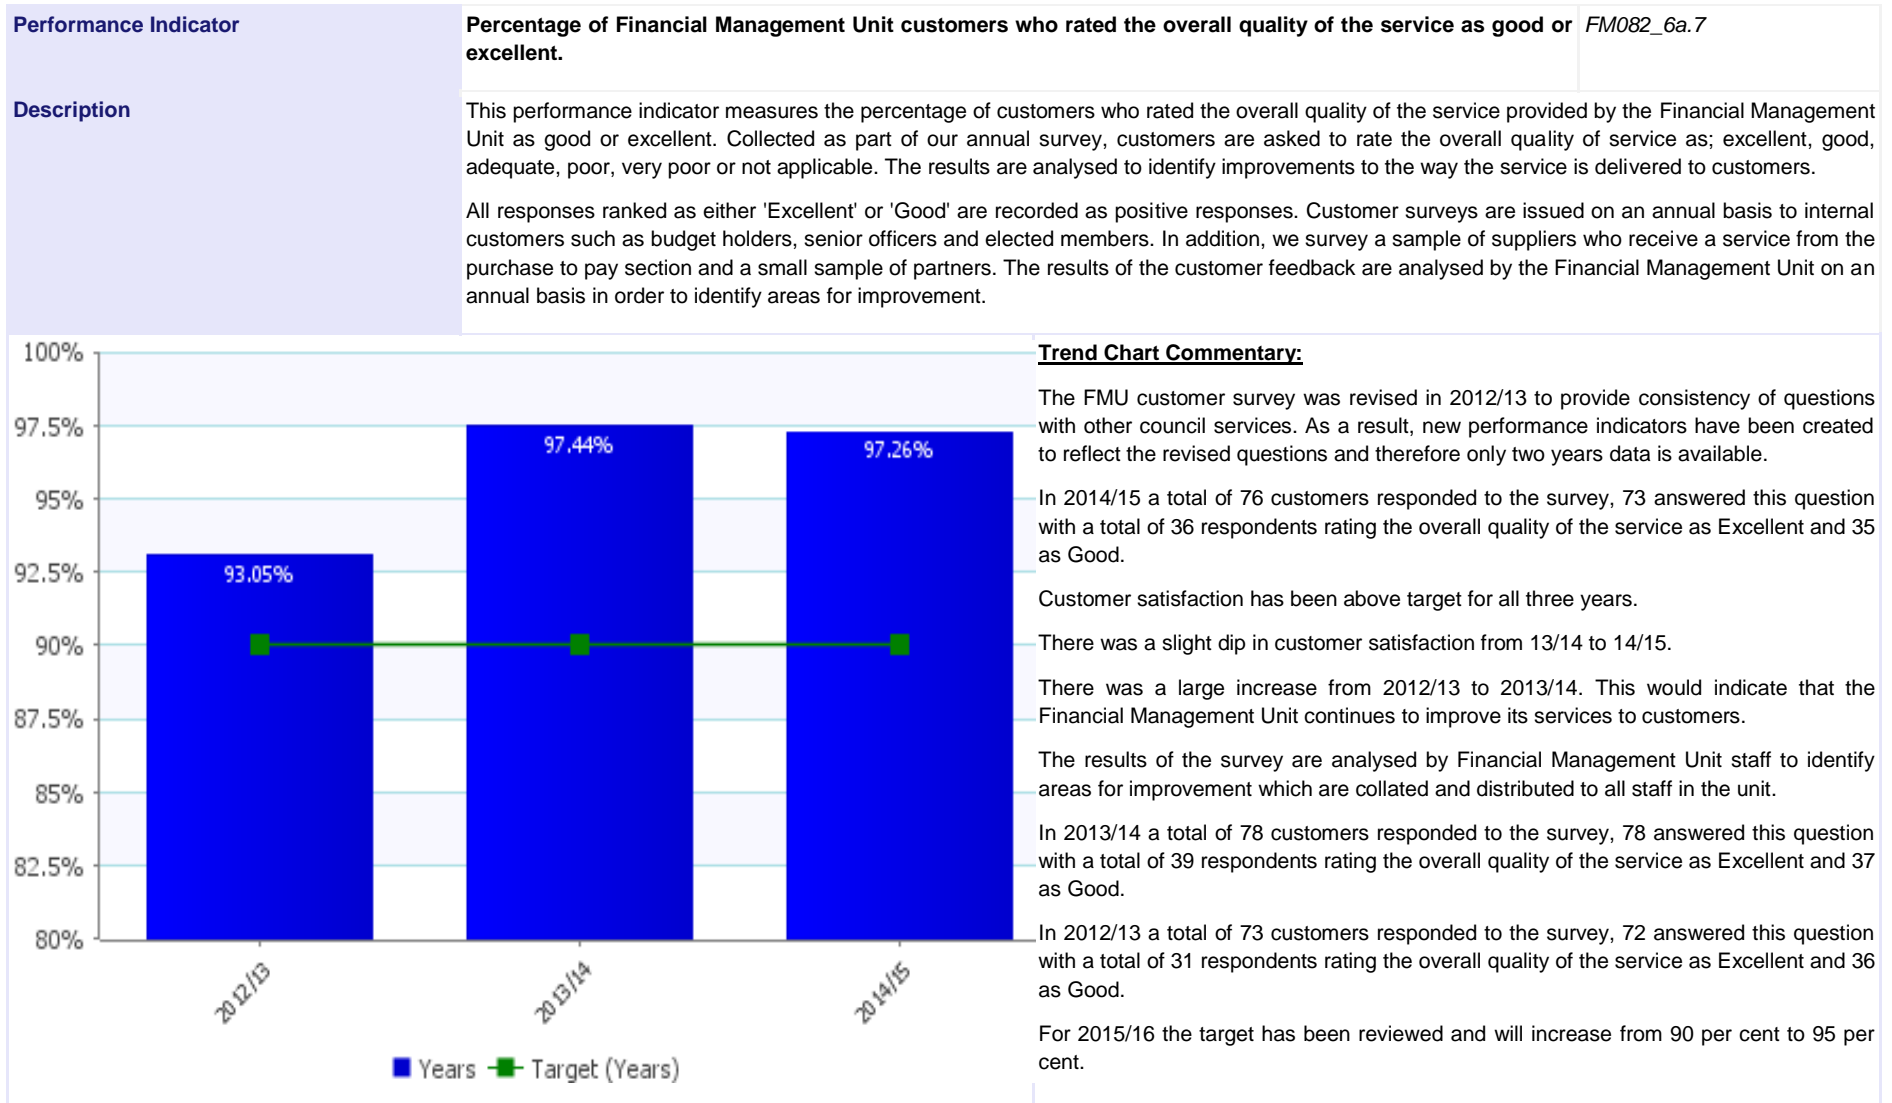 Performance Indicator
Percentage of Financial Management Unit customers who rated the overall quality of the service as good or
excellent.
FM082_6a.7
Description
This performance indicator measures the percentage of customers who rated the overall quality of the service provided by the Financial Management
Unit as good or excellent. Collected as part of our annual survey, customers are asked to rate the overall quality of service as; excellent, good,
adequate, poor, very poor or not applicable. The results are analysed to identify improvements to the way the service is delivered to customers.
All responses ranked as either 'Excellent' or 'Good' are recorded as positive responses. Customer surveys are issued on an annual basis to internal
customers such as budget holders, senior officers and elected members. In addition, we survey a sample of suppliers who receive a service from the
purchase to pay section and a small sample of partners. The results of the customer feedback are analysed by the Financial Management Unit on an
annual basis in order to identify areas for improvement.
100%
97.5%
95%
92.5%
90%
87.5%
85%
82.5%
80%
93.05%
97.44%
97.26%
2012/13
2013/14
2014/15
Years
Target (Years)
Trend Chart Commentary:
The FMU customer survey was revised in 2012/13 to provide consistency of questions
with other council services. As a result, new performance indicators have been created
to reflect the revised questions and therefore only two years data is available.
In 2014/15 a total of 76 customers responded to the survey, 73 answered this question
with a total of 36 respondents rating the overall quality of the service as Excellent and 35
as Good.
Customer satisfaction has been above target for all three years.
There was a slight dip in customer satisfaction from 13/14 to 14/15.
There was a large increase from 2012/13 to 2013/14. This would indicate that the
Financial Management Unit continues to improve its services to customers.
The results of the survey are analysed by Financial Management Unit staff to identify
areas for improvement which are collated and distributed to all staff in the unit.
In 2013/14 a total of 78 customers responded to the survey, 78 answered this question
with a total of 39 respondents rating the overall quality of the service as Excellent and 37
as Good.
In 2012/13 a total of 73 customers responded to the survey, 72 answered this question
with a total of 31 respondents rating the overall quality of the service as Excellent and 36
as Good.
For 2015/16 the target has been reviewed and will increase from 90 per cent to 95 per
cent.